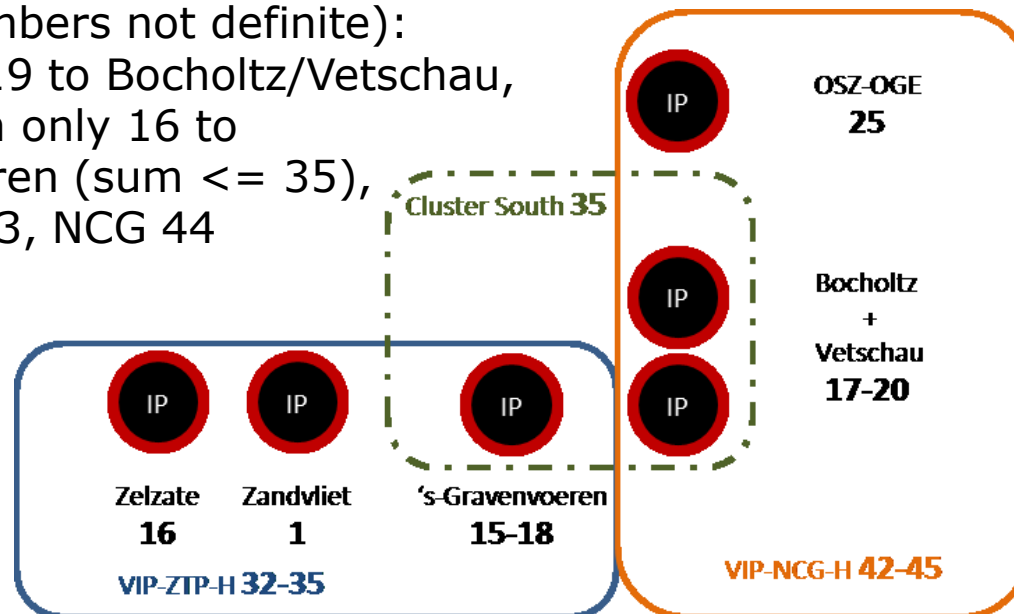 nbers not definite):
19 to Bocholtz/Vetschau,
n only 16 to
ren (sum <= 35),
3, NCG 44
IP
OSZ-OGE
25
Cluster South 35
IP
Bocholtz
+
Vetschau
17-20
IP
IP
IP
IP
Zelzate
16
Zandvliet
1
‘s-Gravenvoeren
15-18
VIP-ZTP-H 32-35
VIP-NCG-H 42-45